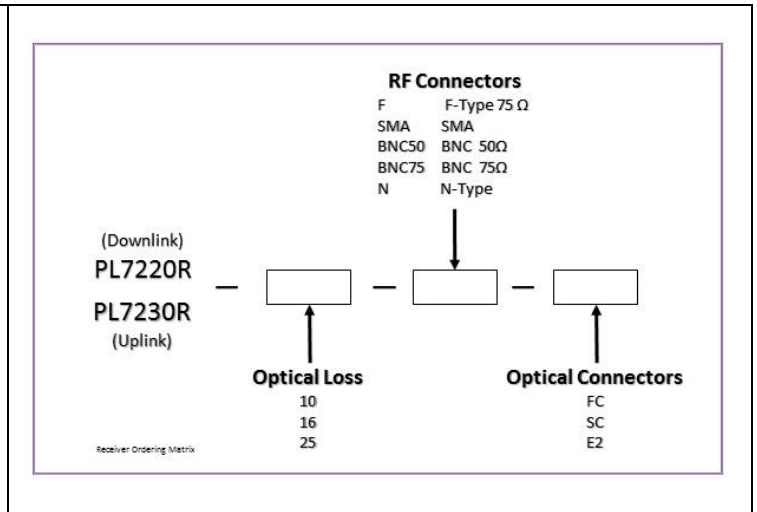 RF Connectors
F F-Type 75 Ω
SMA SMA
BNC50 BNC 50Ω
BNC75 BNC 75Ω
N N-Type
(Downlink)
PL7220R
PL7230R
(Uplink)
— — —
Optical Loss
10
16
25
Optical Connectors
FC
SC
E2
Receiver Ordering Matrix